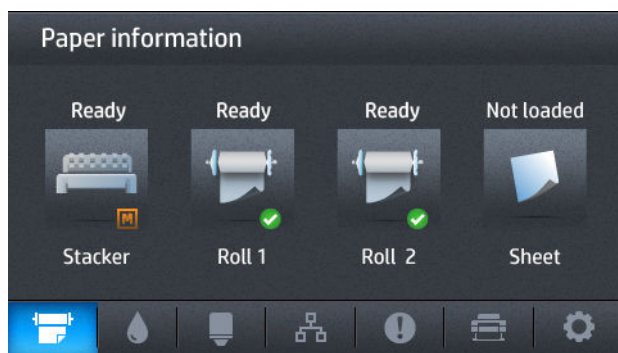 Paper information
Ready Ready Ready Not loaded
M
Stacker Roll 1 Roll 2 Sheet